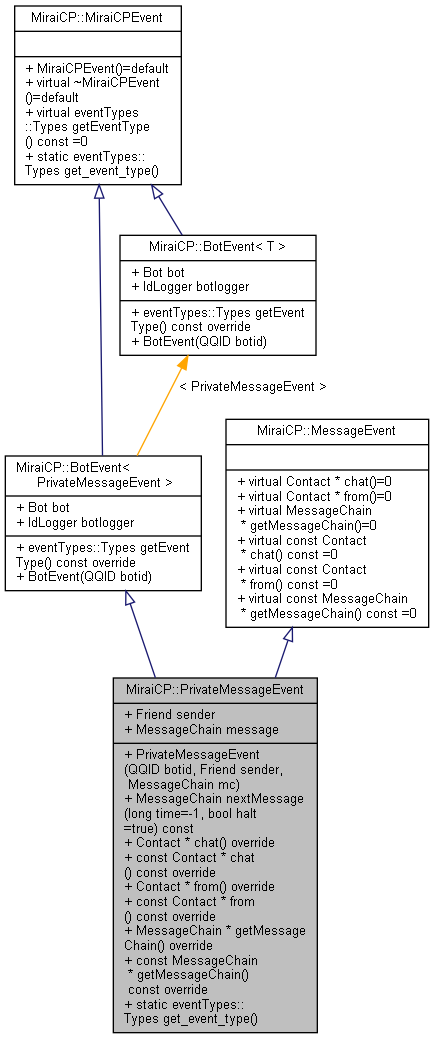 MiraiCP::MiraiCPEvent
+ MiraiCPEvent()=default
+ virtual ~MiraiCPEvent
()=default
+ virtual eventTypes
::Types getEventType
() const =0
+ static eventTypes::
Types get_event_type()
MiraiCP::BotEvent< T >
+ Bot bot
+ IdLogger botlogger
+ eventTypes::Types getEvent
Type() const override
+ BotEvent(QQID botid)
< PrivateMessageEvent >
MiraiCP::BotEvent<
PrivateMessageEvent >
+ Bot bot
+ IdLogger botlogger
+ eventTypes::Types getEvent
Type() const override
+ BotEvent(QQID botid)
MiraiCP::MessageEvent
+ virtual Contact * chat()=0
+ virtual Contact * from()=0
+ virtual MessageChain
* getMessageChain()=0
+ virtual const Contact
* chat() const =0
+ virtual const Contact
* from() const =0
+ virtual const MessageChain
* getMessageChain() const =0
MiraiCP::PrivateMessageEvent
+ Friend sender
+ MessageChain message
+ PrivateMessageEvent
(QQID botid, Friend sender,
MessageChain mc)
+ MessageChain nextMessage
(long time=-1, bool halt
=true) const
+ Contact * chat() override
+ const Contact * chat
() const override
+ Contact * from() override
+ const Contact * from
() const override
+ MessageChain * getMessage
Chain() override
+ const MessageChain
* getMessageChain()
const override
+ static eventTypes::
Types get_event_type()